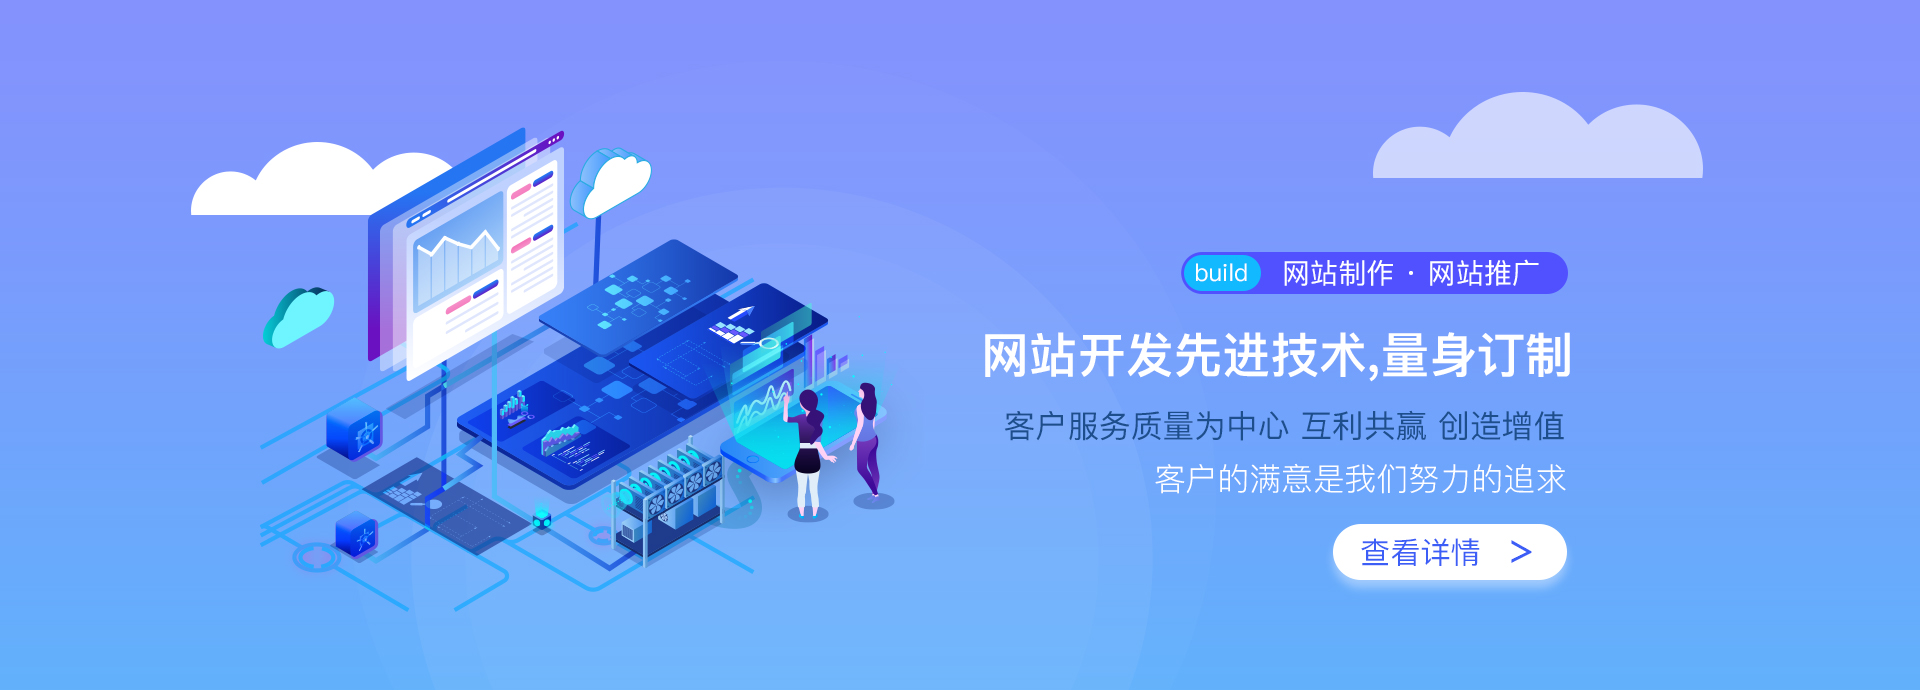 build 网站制作 · 网站推广
网站开发先进技术,量身订制
客户服务质量为中心 互利共赢 创造增值
客户的满意是我们努力的追求
查看详情 >